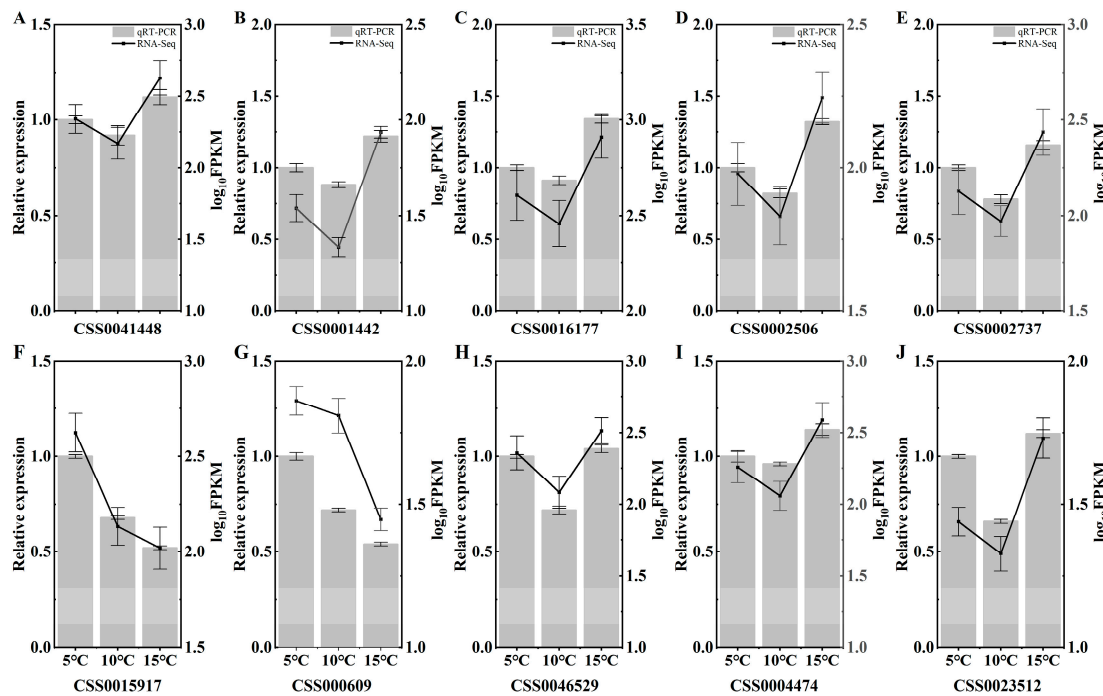 A
1.5
1.0
0.5
0.0
Relative expression
qRT-PCR
RNA-Seq
3.0
2.5
2.0
1.5
1.0
log10FPKM
CSS0041448
B
2.0
1.5
1.0
0.5
0.0
Relative expression
qRT-PCR
RNA-Seq
2.5
2.0
1.5
1.0
log10FPKM
CSS0001442
C
2.0
1.5
1.0
0.5
0.0
Relative expression
qRT-PCR
RNA-Seq
3.5
3.0
2.5
2.0
log10FPKM
CSS0016177
D
2.0
1.5
1.0
0.5
0.0
Relative expression
qRT-PCR
RNA-Seq
2.5
2.0
1.5
log10FPKM
CSS0002506
E
2.0
1.5
1.0
0.5
0.0
Relative expression
qRT-PCR
RNA-Seq
3.0
2.5
2.0
1.5
log10FPKM
CSS0002737
F
1.5
1.0
0.5
0.0
Relative expression
3.0
2.5
2.0
1.5
log10FPKM
5°C 10°C 15°C
CSS0015917
G
1.5
1.0
0.5
0.0
Relative expression
2.0
1.5
1.0
log10FPKM
5°C 10°C 15°C
CSS000609
H
1.5
1.0
0.5
0.0
Relative expression
3.0
2.5
2.0
1.5
1.0
log10FPKM
5°C 10°C 15°C
CSS0046529
I
1.5
1.0
0.5
0.0
Relative expression
3.0
2.5
2.0
1.5
1.0
log10FPKM
5°C 10°C 15°C
CSS0004474
J
1.5
1.0
0.5
0.0
Relative expression
2.0
1.5
1.0
log10FPKM
5°C 10°C 15°C
CSS0023512